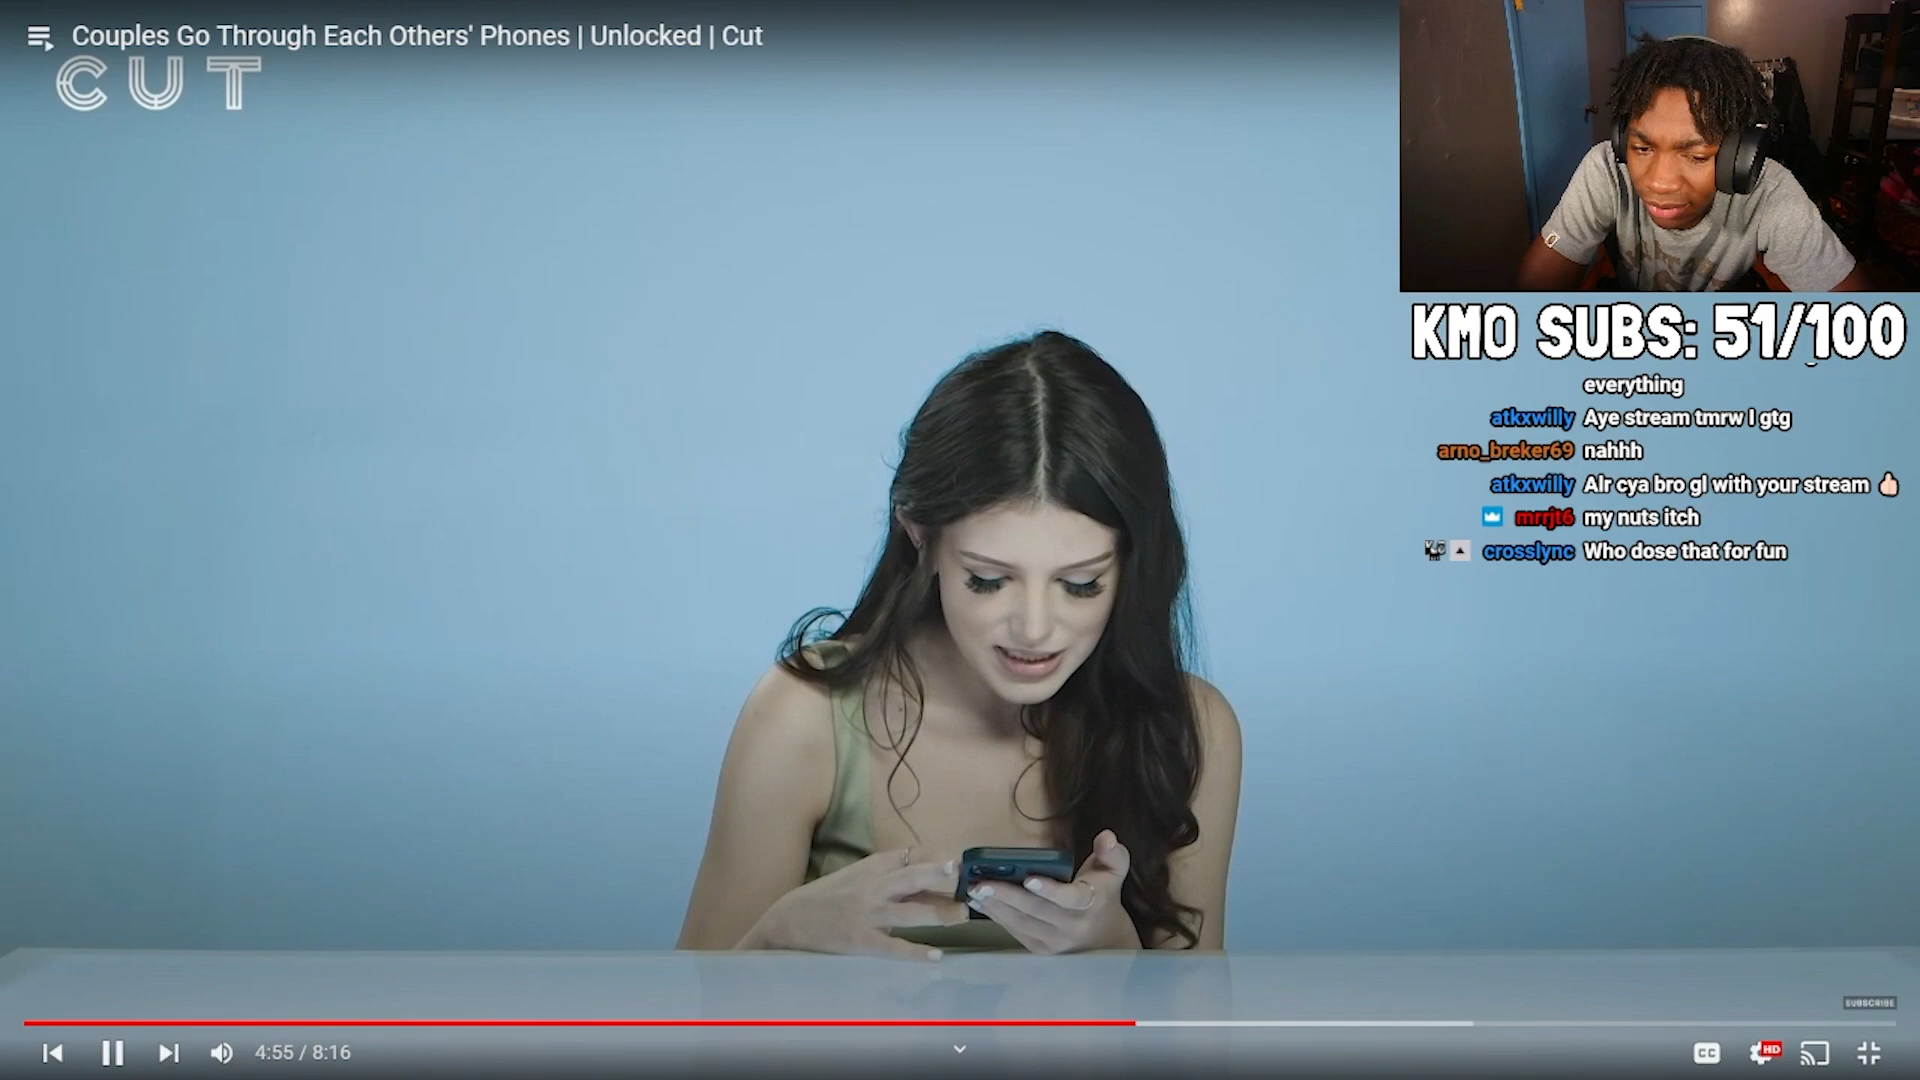 Couples Go Through Each Others' Phones | Unlocked | Cut
CUT
KMO SUBS: 51/100
everything
atkxwilly Aye stream tmrw I gtg
arno_breker69 nahhh
atkxwilly Alr cya bro gl with your stream
mrrjt6 my nuts itch
crosslync Who dose that for fun
SUBSCRIBE
4:55 / 8:16
CC
HD